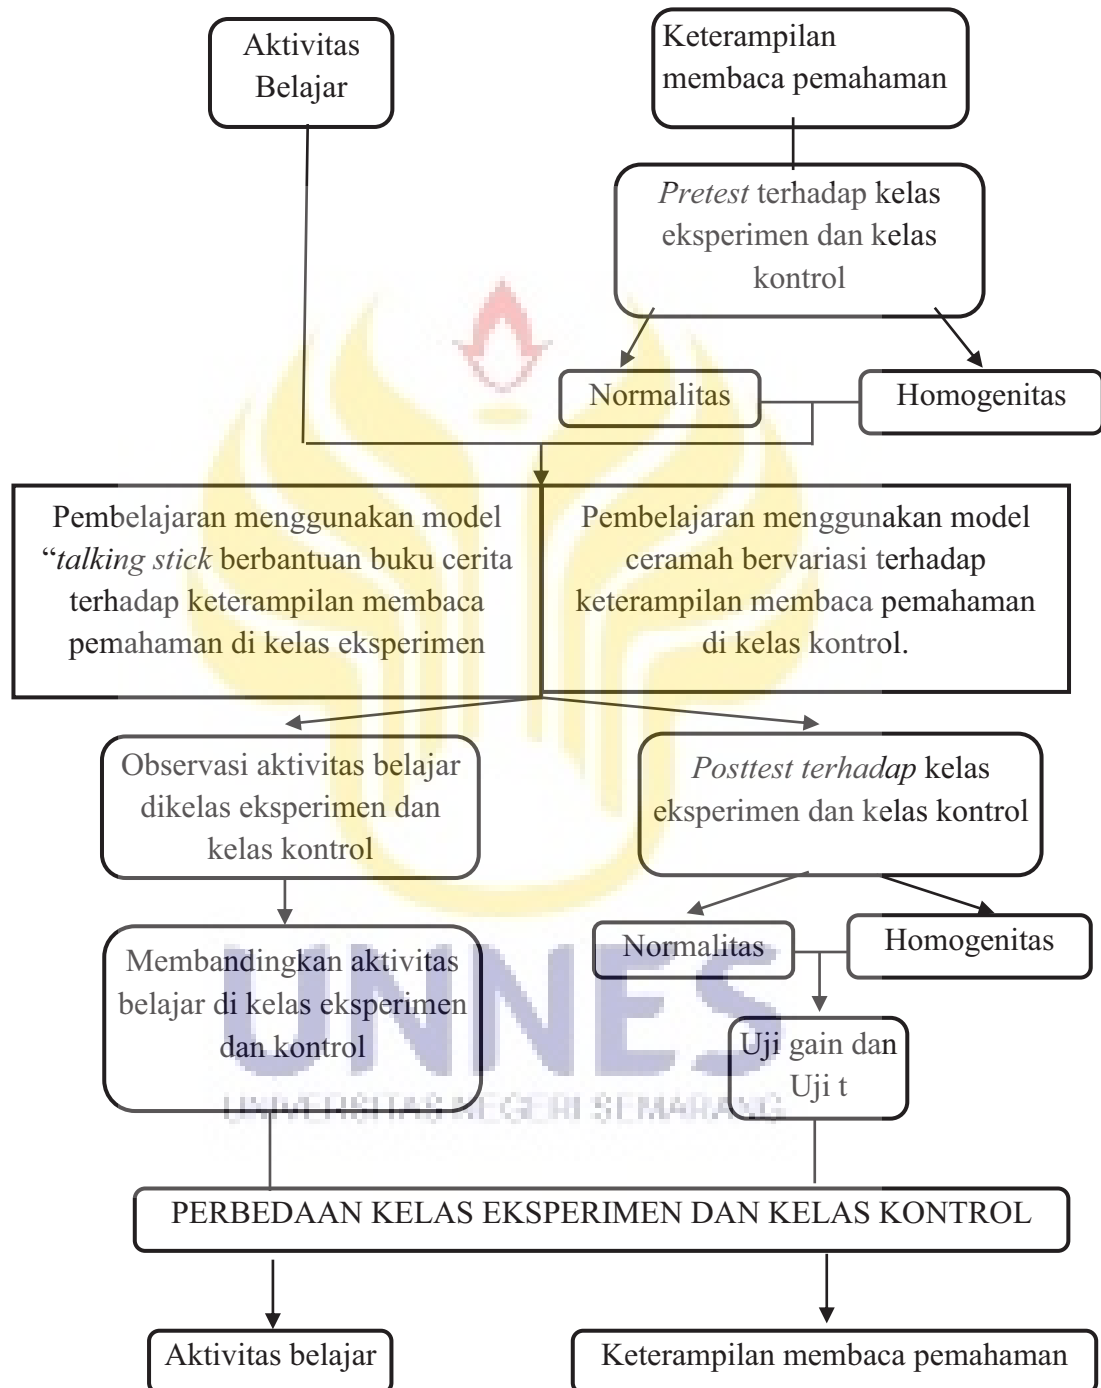 Aktivitas
Belajar
Keterampilan
membaca pemahaman
Pretest terhadap kelas
eksperimen dan kelas
kontrol
Normalitas
Homogenitas
Pembelajaran menggunakan model
“talking stick berbantuan buku cerita
terhadap keterampilan membaca
pemahaman di kelas eksperimen
Pembelajaran menggunakan model
ceramah bervariasi terhadap
keterampilan membaca pemahaman
di kelas kontrol.
Observasi aktivitas belajar
dikelas eksperimen dan
kelas kontrol
Posttest terhadap kelas
eksperimen dan kelas kontrol
Membandingkan aktivitas
belajar di kelas eksperimen
dan kontrol
Normalitas
Homogenitas
Uji gain dan
Uji t
UNNES
UNIVERSITAS NEGERI SEMARANG
PERBEDAAN KELAS EKSPERIMEN DAN KELAS KONTROL
Aktivitas belajar
Keterampilan membaca pemahaman